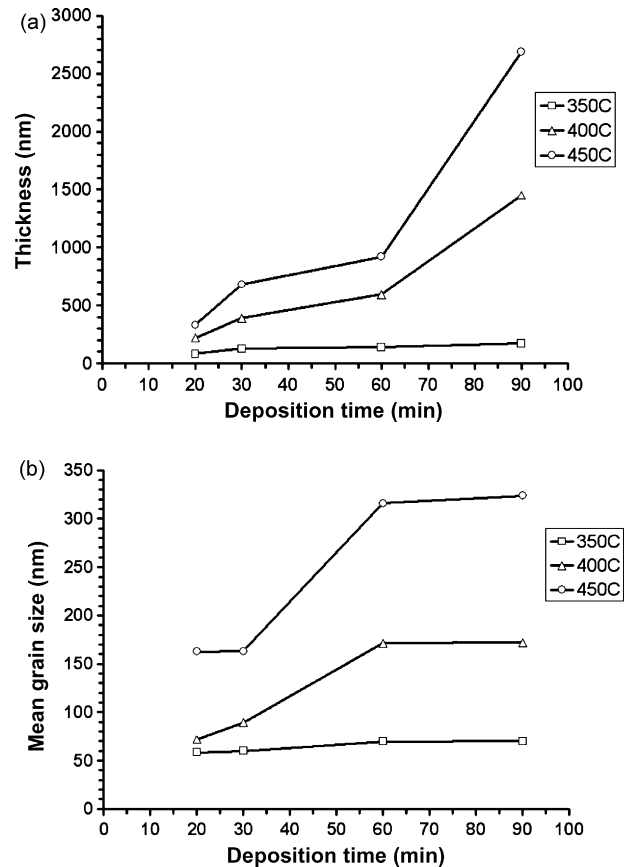 (a)
3000
2500
2000
1500
1000
500
0
Thickness (nm)
0 10 20 30 40 50 60 70 80 90 100
Deposition time (min)
350C
400C
450C
(b)
350
300
250
200
150
100
50
0
Mean grain size (nm)
0 10 20 30 40 50 60 70 80 90 100
Deposition time (min)
350C
400C
450C